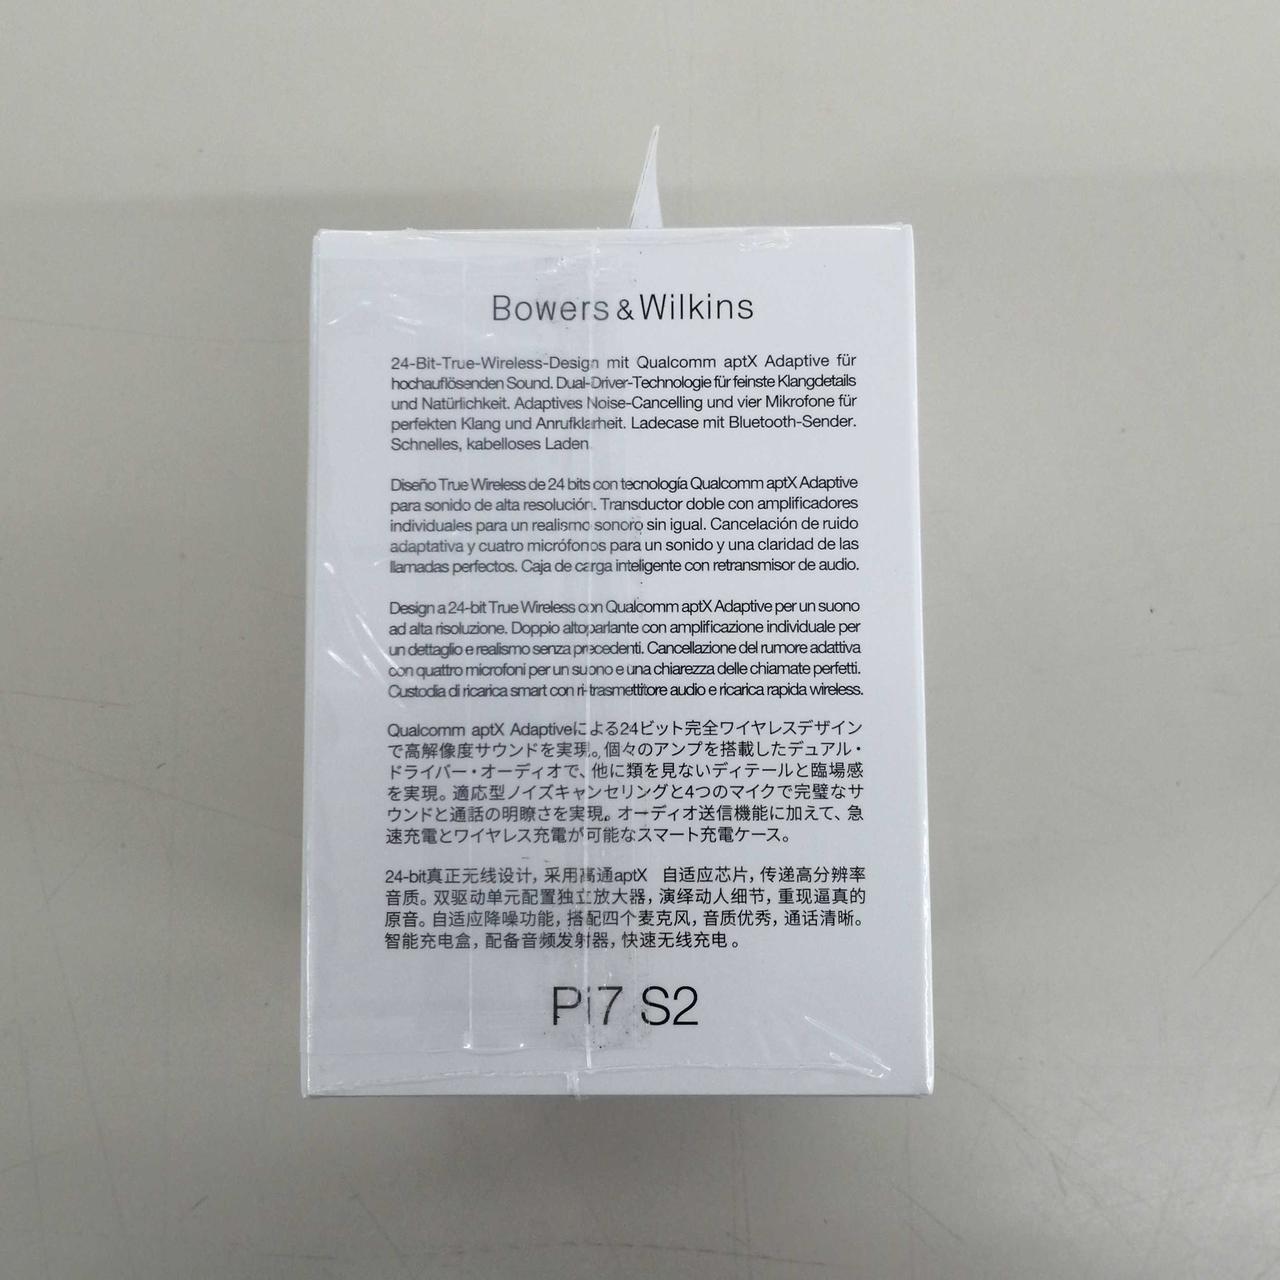 Bowers & Wilkins
24-Bit-True-Wireless-Design mit Qualcomm aptX Adaptive für
hochauflösenden Sound. Dual-Driver-Technologie für feinste Klangdetails
und Natürlichkeit. Adaptives Noise-Cancelling und vier Mikrofone für
perfekten Klang und Anrufklarheit. Ladecase mit Bluetooth-Sender.
Schnelles, kabelloses Laden.
Diseño True Wireless de 24 bits con tecnología Qualcomm aptX Adaptive
para sonido de alta resolución. Transductor doble con amplificadores
individuales para un realismo sonoro sin igual. Cancelación de ruido
adaptativa y cuatro micrófonos para un sonido y una claridad de las
llamadas perfectos. Caja de carga inteligente con retransmisor de audio.
Design a 24-bit True Wireless con Qualcomm aptX Adaptive per un suono
ad alta risoluzione. Doppio altoparlante con amplificazione individuale per
un dettaglio e realismo senza precedenti. Cancellazione del rumore adattiva
con quattro microfoni per un suono e una chiarezza delle chiamate perfetti.
Custodia di ricarica smart con ri-trasmettitore audio e ricarica rapida wireless.
Qualcomm aptX Adaptiveによる24ビット完全ワイヤレスデザイン
で高解像度サウンドを実現。個々のアンプを搭載したデュアル・
ドライバー・オーディオで、他に類を見ないディテールと臨場感
を実現。適応型ノイズキャンセリングと4つのマイクで完璧なサ
ウンドと通話の明瞭さを実現。オーディオ送信機能に加えて、急
速充電とワイヤレス充電が可能なスマート充電ケース。
24-bit真正无线设计，采用高通aptX 自适应芯片，传递高分辨率
音质。双驱动单元配置独立放大器，演绎动人细节，重现逼真的
原音。自适应降噪功能，搭配四个麦克风，音质优秀，通话清晰。
智能充电盒，配备音频发射器，快速无线充电。
Pi7 S2